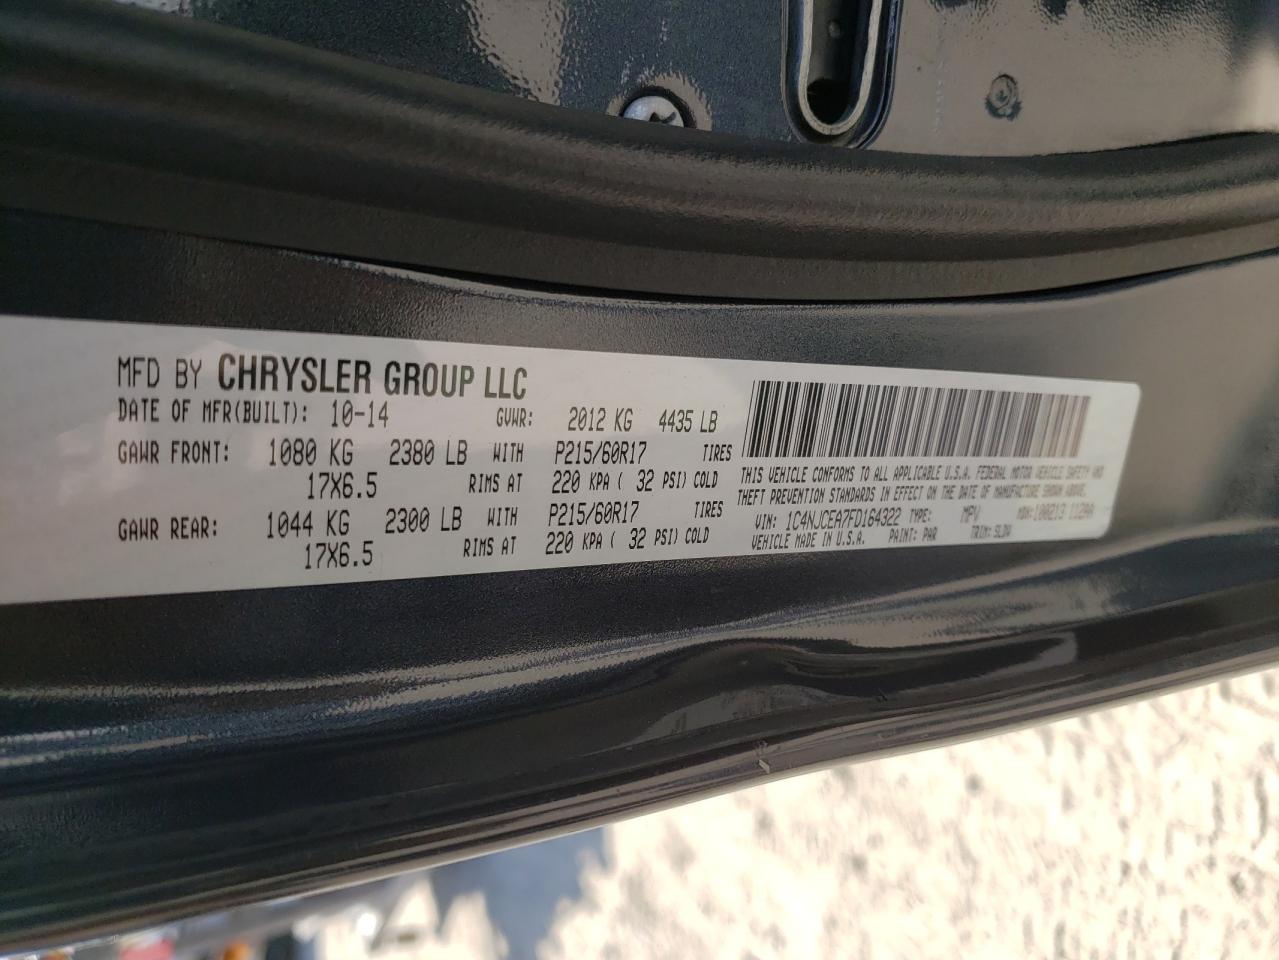 MFD BY CHRYSLER GROUP LLC
DATE OF MFR(BUILT): 10-14 GVWR: 2012 KG 4435 LB
GAWR FRONT: 1080 KG 2380 LB WITH P215/60R17 TIRES
17X6.5 RIMS AT 220 KPA ( 32 PSI) COLD
GAWR REAR: 1044 KG 2300 LB WITH P215/60R17 TIRES
17X6.5 RIMS AT 220 KPA ( 32 PSI) COLD
THIS VEHICLE CONFORMS TO ALL APPLICABLE U.S.A. FEDERAL MOTOR VEHICLE SAFETY AND
THEFT PREVENTION STANDARDS IN EFFECT ON THE DATE OF MANUFACTURE SHOWN ABOVE.
VIN: 1C4NJCEA7FD164322 TYPE: MPV MDH:
VEHICLE MADE IN U.S.A. PAINT: PAR TRIM: